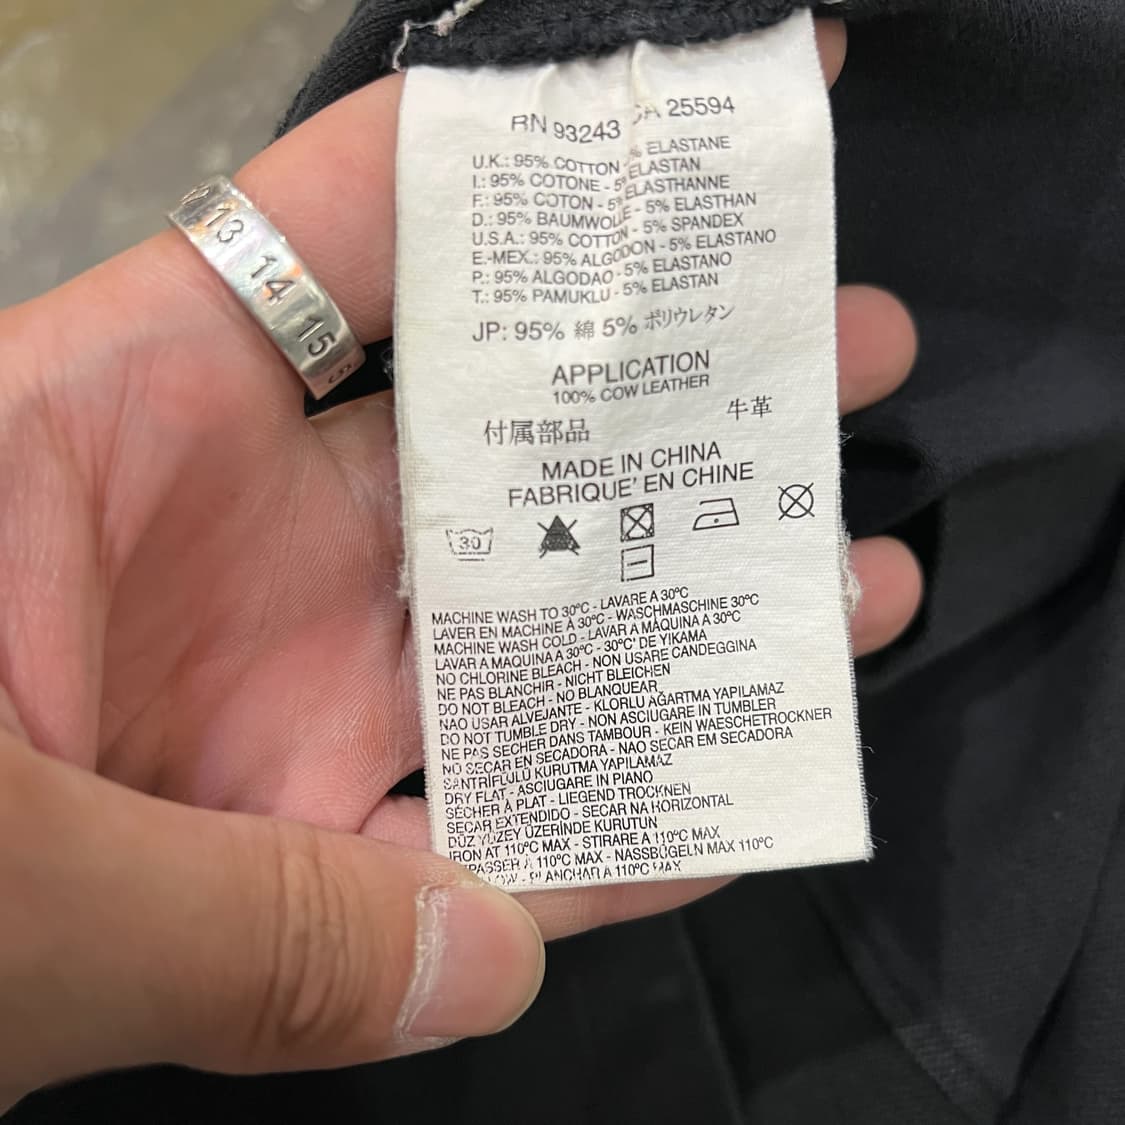 13
14
15
RN 93243 CA 25594
U.K.: 95% COTTON % ELASTANE
I.: 95% COTONE - 5% ELASTAN
F.: 95% COTON - 5% ELASTHANNE
D.: 95% BAUMWOLLE - 5% ELASTHAN
U.S.A.: 95% COTTON - 5% SPANDEX
E.-MEX.: 95% ALGODON - 5% ELASTANO
P.: 95% ALGODAO - 5% ELASTANO
T.: 95% PAMUKLU - 5% ELASTAN
JP: 95% 綿 5% ポリウレタン
APPLICATION
100% COW LEATHER
付属部品 牛革
MADE IN CHINA
FABRIQUE' EN CHINE
30
MACHINE WASH TO 30°C - LAVARE A 30°C
LAVER EN MACHINE À 30°C - WASCHMASCHINE 30°C
MACHINE WASH COLD - LAVAR A MÁQUINA A 30°C
LAVAR A MAQUINA A 30°C - 30°C' DE YIKAMA
NO CHLORINE BLEACH - NON USARE CANDEGGINA
NE PAS BLANCHIR - NICHT BLEICHEN
DO NOT BLEACH - NO BLANQUEAR
NAO USAR ALVEJANTE - KLORLU AĞARTMA YAPILAMAZ
DO NOT TUMBLE DRY - NON ASCIUGARE IN TUMBLER
NE PAS SÈCHER DANS TAMBOUR - KEIN WAESCHETROCKNER
NO SECAR EN SECADORA - NAO SECAR EM SECADORA
SANTRİFÜJLÜ KURUTMA YAPILAMAZ
DRY FLAT - ASCIUGARE IN PIANO
SÉCHER À PLAT - LIEGEND TROCKNEN
SECAR EXTENDIDO - SECAR NA HORIZONTAL
DÜZ YÜZEY ÜZERİNDE KURUTUN
IRON AT 110°C MAX - STIRARE A 110°C MAX
À 110°C MAX - NASSBÜGELN MAX 110°C
PLANCHAR A 110°C MAX